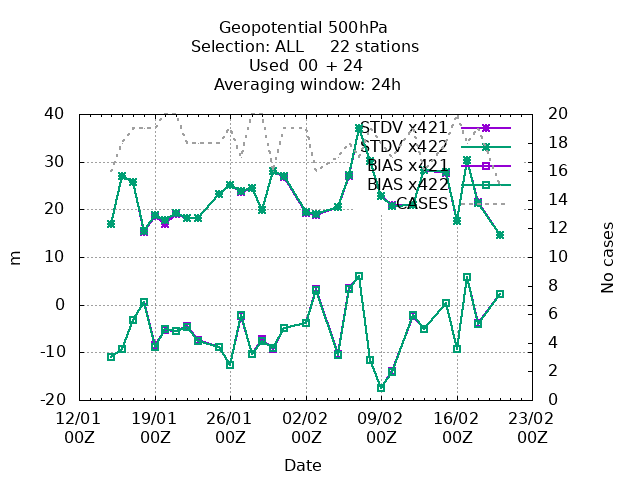 Geopotential 500hPa
Selection: ALL 22 stations
Used 00 + 24
Averaging window: 24h
40
30
20
10
0
-10
-20
m
20
18
16
14
12
10
8
6
4
2
0
No cases
STDV x421
STDV x422
BIAS x421
BIAS x422
CASES
12/01 19/01 26/01 02/02 09/02 16/02 23/02
00Z 00Z 00Z 00Z 00Z 00Z 00Z
Date